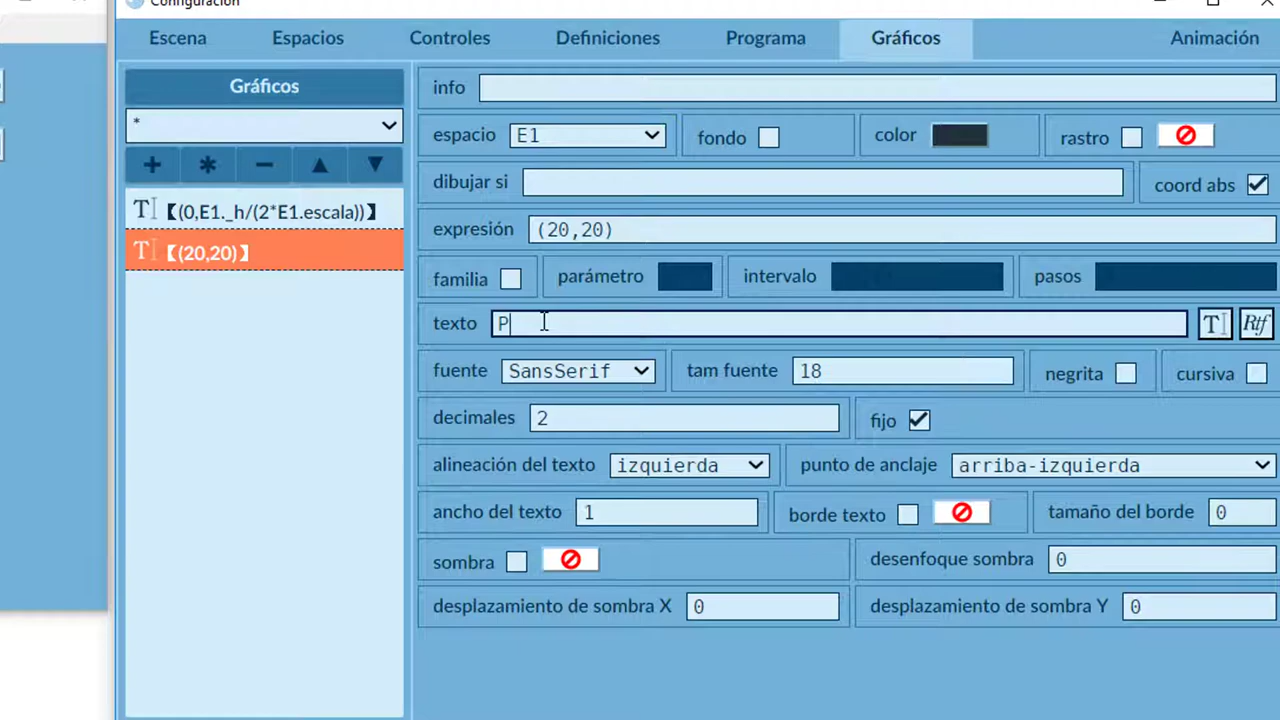 Configuración
Escena Espacios Controles Definiciones Programa Gráficos Animación
Gráficos
*
【(0,E1._h/(2*E1.escala))】
【(20,20)】
info
espacio E1 fondo color rastro
dibujar si coord abs
expresión (20,20)
familia parámetro intervalo pasos
texto P T Rtf
fuente SansSerif tam fuente 18 negrita cursiva
decimales 2 fijo
alineación del texto izquierda punto de anclaje arriba-izquierda
ancho del texto 1 borde texto tamaño del borde 0
sombra desenfoque sombra 0
desplazamiento de sombra X 0 desplazamiento de sombra Y 0